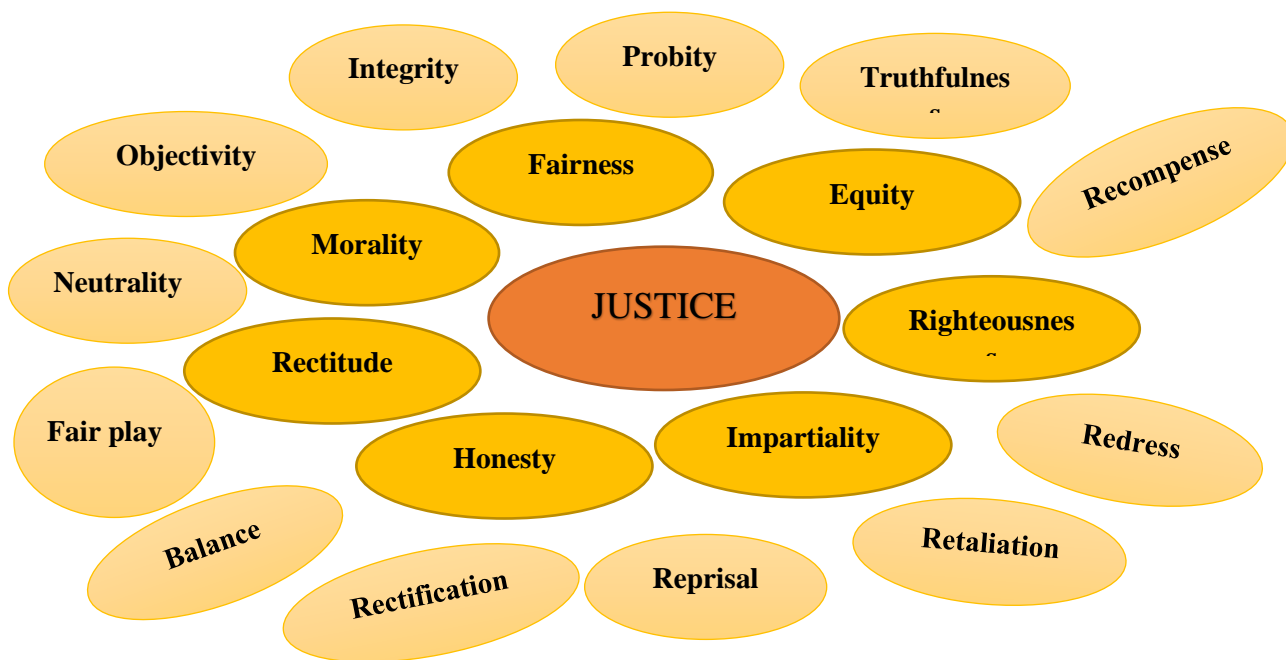 Integrity
Probity
Truthfulnes
s
Objectivity
Fairness
Recompense
Equity
Morality
Neutrality
JUSTICE
Righteousnes
s
Rectitude
Fair play
Honesty
Impartiality
Redress
Balance
Rectification
Reprisal
Retaliation